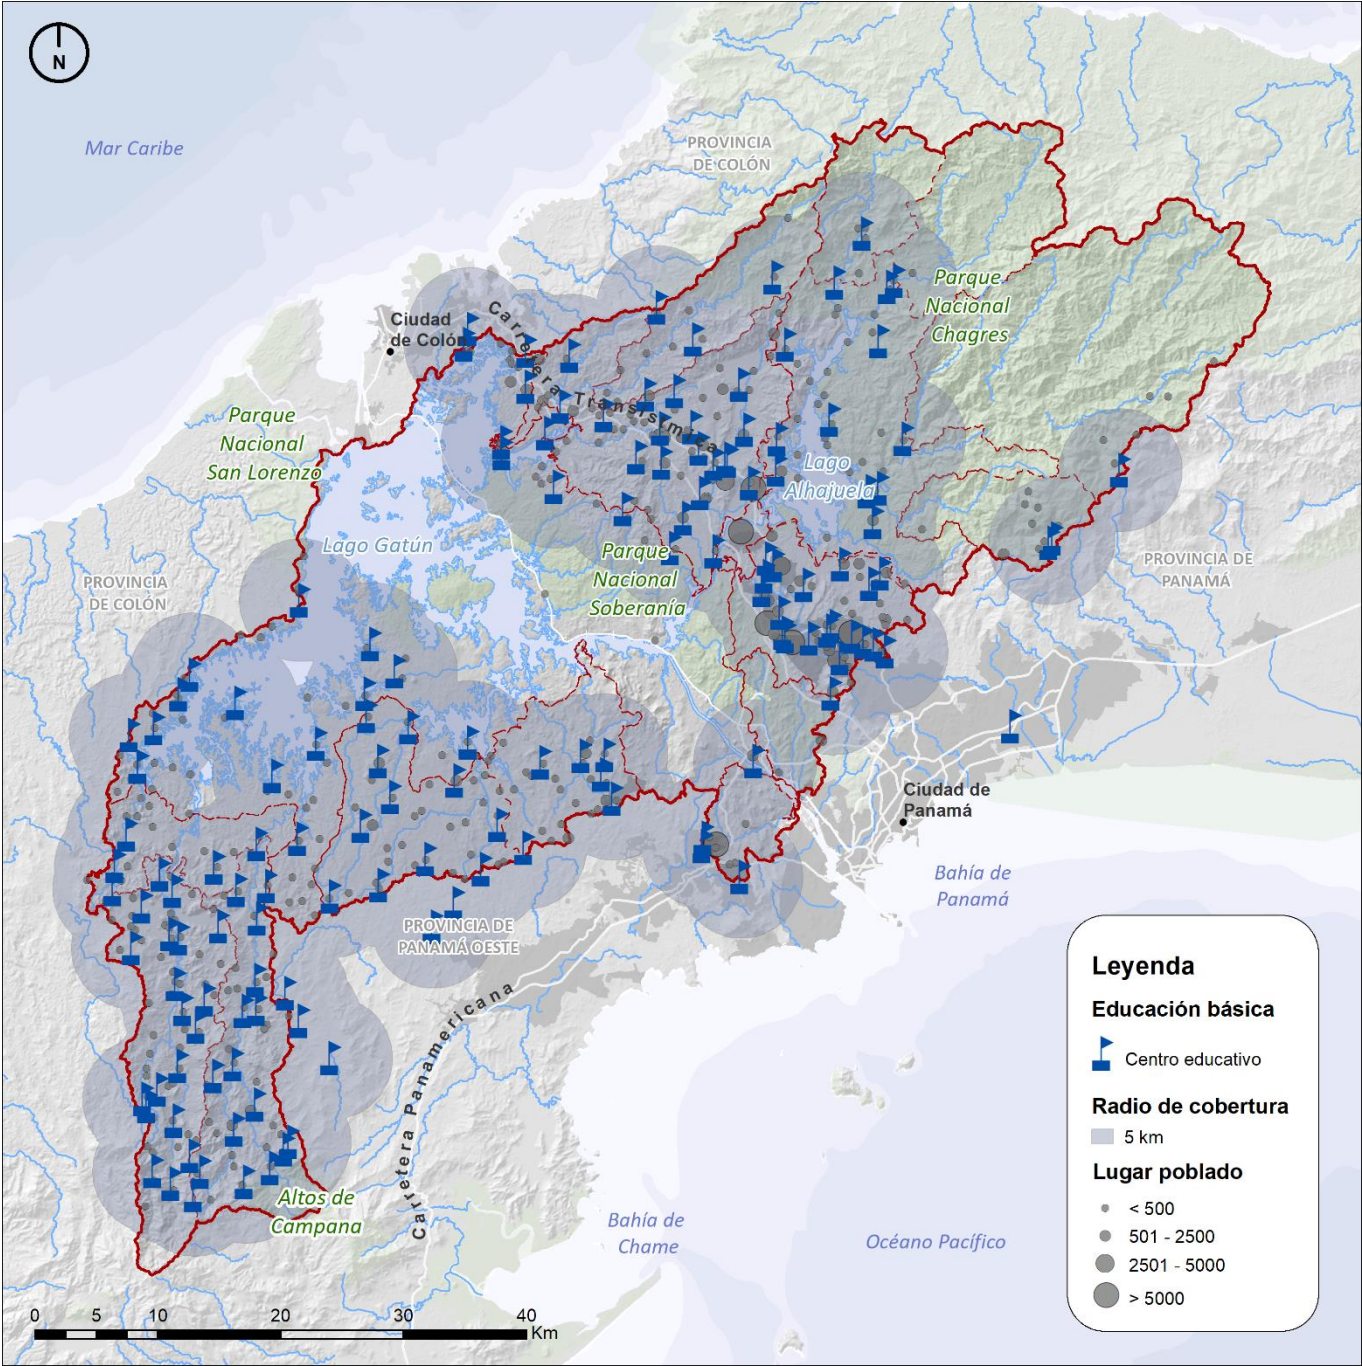 N
Mar Caribe
PROVINCIA
DE COLÓN
Parque
Nacional
Chagres
Ciudad
de Colón
Carretera Transístmica
Parque
Nacional
San Lorenzo
Lago
Alhajuela
Lago Gatún
Parque
Nacional
Soberanía
PROVINCIA
DE COLÓN
PROVINCIA DE
PANAMÁ
Ciudad de
Panamá
Bahía de
Panamá
PROVINCIA DE
PANAMÁ OESTE
Carretera Panamericana
Altos de
Campana
Bahía de
Chame
Océano Pacífico
Leyenda
Educación básica
Centro educativo
Radio de cobertura
5 km
Lugar poblado
< 500
501 - 2500
2501 - 5000
> 5000
0 5 10 20 30 40
Km